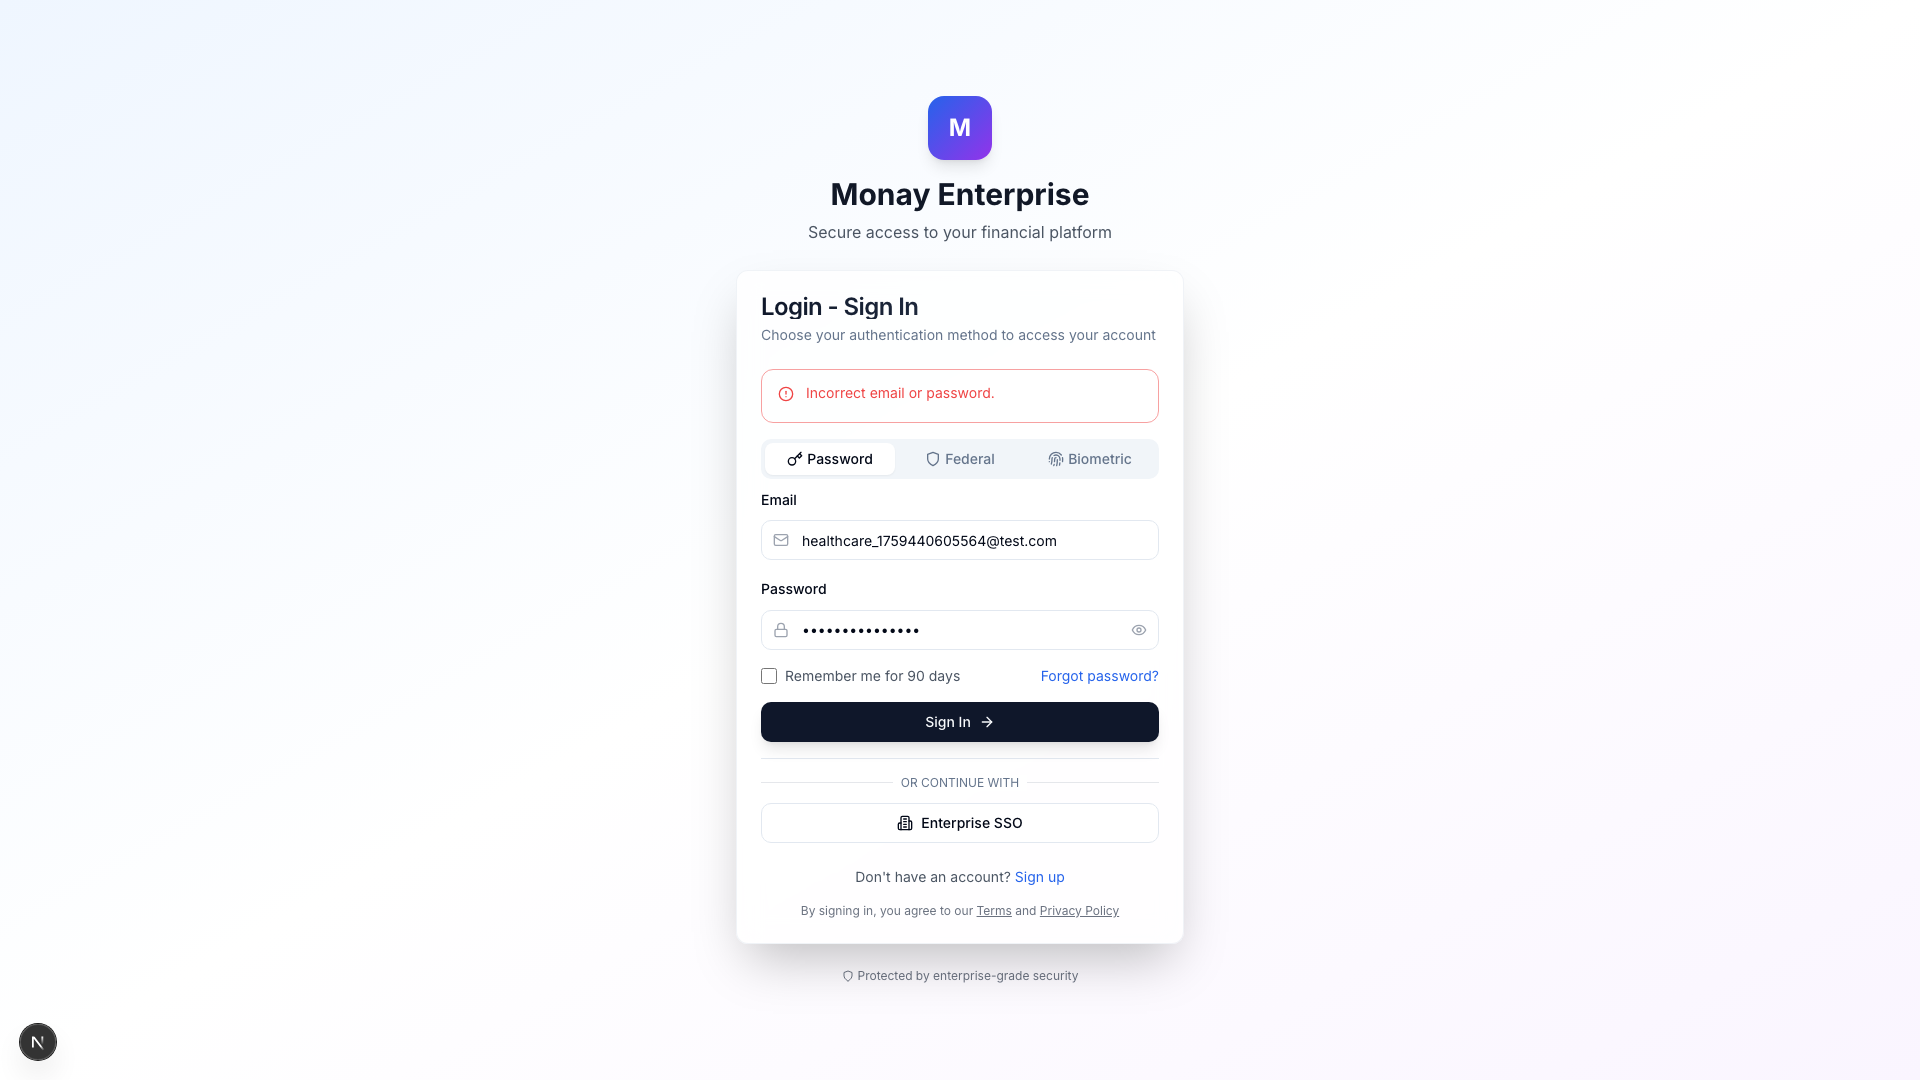 M
Monay Enterprise
Secure access to your financial platform
Login - Sign In
Choose your authentication method to access your account
Incorrect email or password.
Password Federal Biometric
Email
healthcare_1759440605564@test.com
Password
•••••••••••••••
Remember me for 90 days Forgot password?
Sign In
OR CONTINUE WITH
Enterprise SSO
Don't have an account? Sign up
By signing in, you agree to our Terms and Privacy Policy
Protected by enterprise-grade security
N